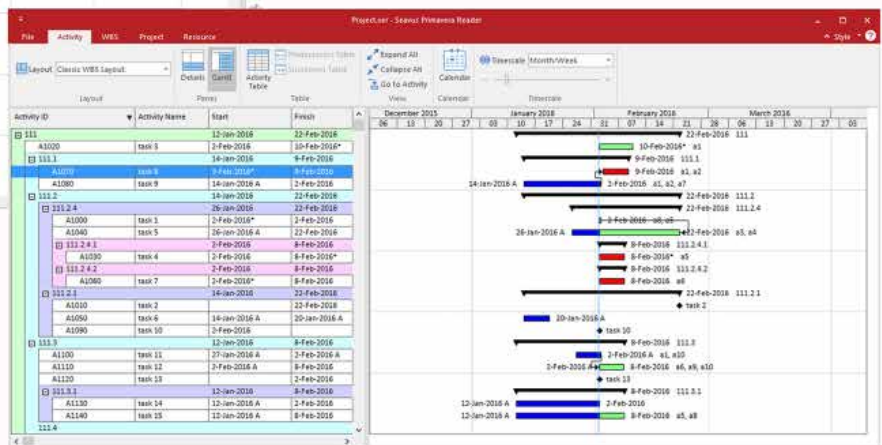 Project.xer - Seavus Primavera Reader
File Activity WBS Project Resource Style
Layout Classic WBS Layout
Details Gantt Activity Table
Expand All
Collapse All
Go to Activity
Calendar
Timescale Month/Week
Layout Panes Table View Calendar Timescale
Activity ID Activity Name Start Finish
December 2015 January 2016 February 2016 March 2016
06 13 20 27 03 10 17 24 31 07 14 21 28 06 13 20 27 03
111 12-Jan-2016 22-Feb-2016 22-Feb-2016 111
A1020 task 3 2-Feb-2016 10-Feb-2016* 10-Feb-2016* a1
111.1 14-Jan-2016 9-Feb-2016 9-Feb-2016 111.1
A1070 task 8 9-Feb-2016 9-Feb-2016 a1, a2
A1080 task 9 14-Jan-2016 A 2-Feb-2016 14-Jan-2016 A 2-Feb-2016 a1, a2, a7
111.2 14-Jan-2016 22-Feb-2016 22-Feb-2016 111.2
111.2.4 26-Jan-2016 22-Feb-2016 22-Feb-2016 111.2.4
A1000 task 1 2-Feb-2016* 2-Feb-2016 2-Feb-2016
A1040 task 5 26-Jan-2016 A 22-Feb-2016 26-Jan-2016 A 22-Feb-2016 a3, a4
111.2.4.1 2-Feb-2016 8-Feb-2016 8-Feb-2016 111.2.4.1
A1030 task 4 2-Feb-2016 8-Feb-2016* 8-Feb-2016* a5
111.2.4.2 2-Feb-2016 8-Feb-2016 8-Feb-2016 111.2.4.2
A1060 task 7 2-Feb-2016* 8-Feb-2016 8-Feb-2016 a6
111.2.1 14-Jan-2016 22-Feb-2016 22-Feb-2016 111.2.1
A1010 task 2 22-Feb-2016 task 2
A1050 task 6 14-Jan-2016 A 20-Jan-2016 A 20-Jan-2016 A
A1090 task 10 2-Feb-2016 task 10
111.3 12-Jan-2016 8-Feb-2016 8-Feb-2016 111.3
A1100 task 11 27-Jan-2016 A 2-Feb-2016 A 2-Feb-2016 A a1, a10
A1110 task 12 2-Feb-2016 A 8-Feb-2016 2-Feb-2016 A 8-Feb-2016 a6, a9, a10
A1120 task 13 2-Feb-2016 task 13
111.3.1 12-Jan-2016 8-Feb-2016 8-Feb-2016 111.3.1
A1130 task 14 12-Jan-2016 A 2-Feb-2016 12-Jan-2016 A 2-Feb-2016
A1140 task 15 12-Jan-2016 A 8-Feb-2016 12-Jan-2016 A 8-Feb-2016 a5, a8
111.4